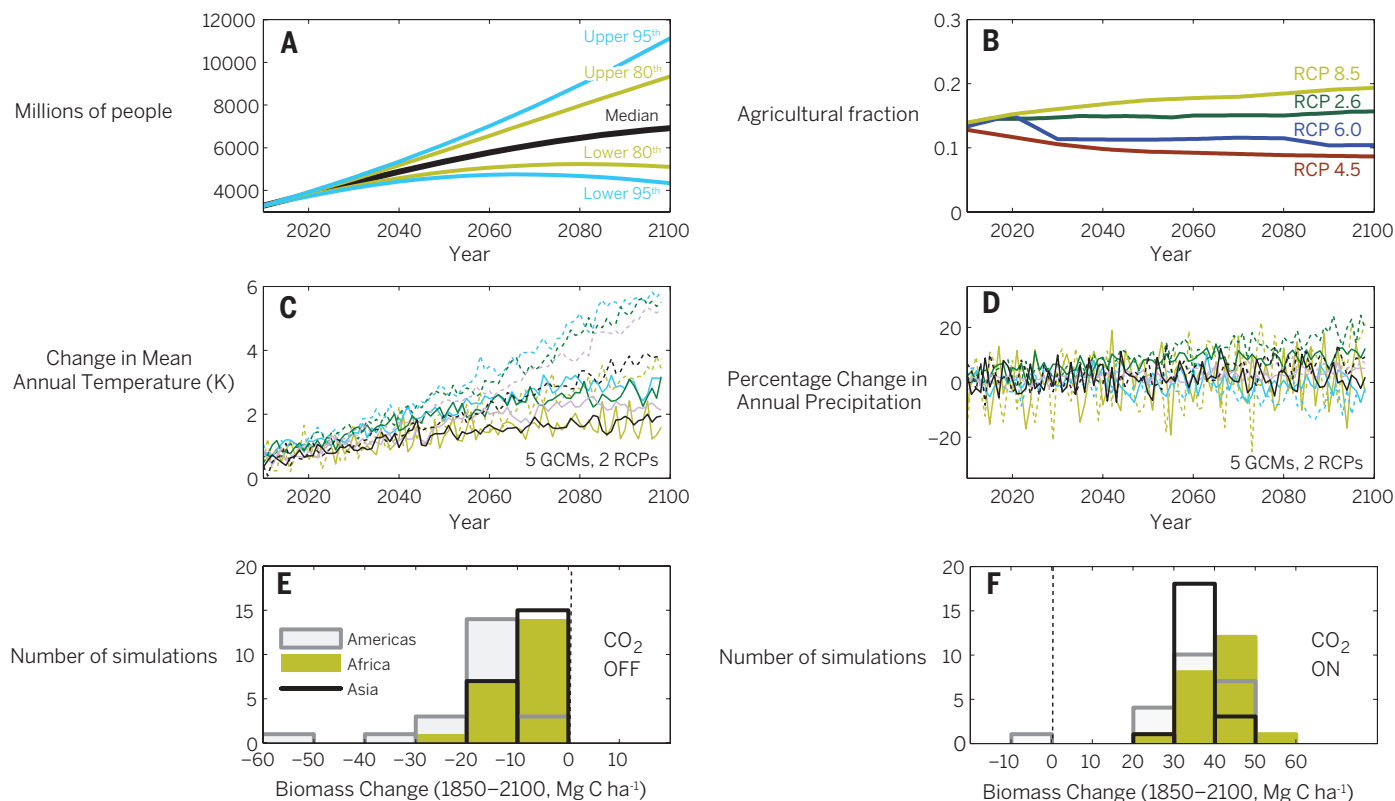 A
Millions of people
12000
10000
8000
6000
4000
Upper 95th
Upper 80th
Median
Lower 80th
Lower 95th
2020 2040 2060 2080 2100
Year
B
Agricultural fraction
0.3
0.2
0.1
0
RCP 8.5
RCP 2.6
RCP 6.0
RCP 4.5
2020 2040 2060 2080 2100
Year
C
Change in Mean
Annual Temperature (K)
6
4
2
0
5 GCMs, 2 RCPs
2020 2040 2060 2080 2100
Year
D
Percentage Change in
Annual Precipitation
20
0
−20
5 GCMs, 2 RCPs
2020 2040 2060 2080 2100
Year
E
Number of simulations
20
15
10
5
0
Americas
Africa
Asia
CO2
OFF
−60 −50 −40 −30 −20 −10 −0 10
Biomass Change (1850–2100, Mg C ha-1)
F
Number of simulations
20
15
10
5
0
CO2
ON
−10 0 20 30 40 50 60
Biomass Change (1850–2100, Mg C ha-1)